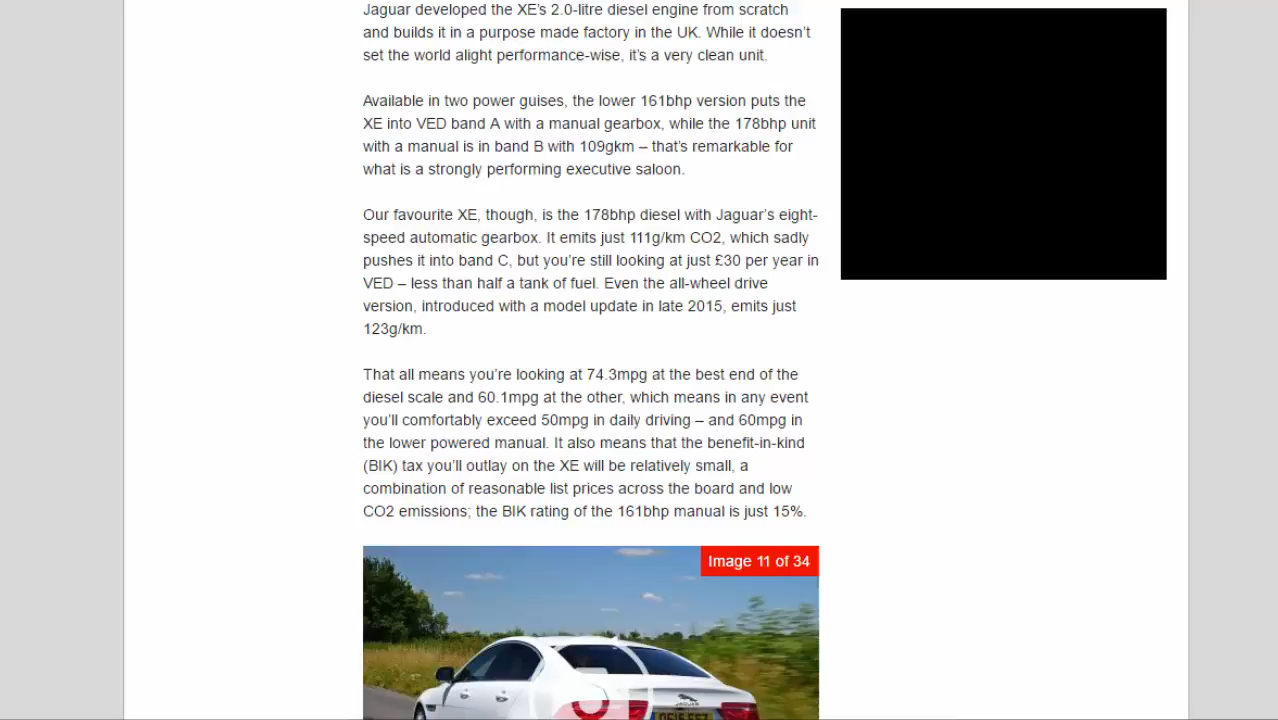 Jaguar developed the XE's 2.0-litre diesel engine from scratch
and builds it in a purpose made factory in the UK. While it doesn't
set the world alight performance-wise, it's a very clean unit.
Available in two power guises, the lower 161bhp version puts the
XE into VED band A with a manual gearbox, while the 178bhp unit
with a manual is in band B with 109gkm – that's remarkable for
what is a strongly performing executive saloon.
Our favourite XE, though, is the 178bhp diesel with Jaguar's eight-
speed automatic gearbox. It emits just 111g/km CO2, which sadly
pushes it into band C, but you're still looking at just £30 per year in
VED – less than half a tank of fuel. Even the all-wheel drive
version, introduced with a model update in late 2015, emits just
123g/km.
That all means you're looking at 74.3mpg at the best end of the
diesel scale and 60.1mpg at the other, which means in any event
you'll comfortably exceed 50mpg in daily driving – and 60mpg in
the lower powered manual. It also means that the benefit-in-kind
(BIK) tax you'll outlay on the XE will be relatively small, a
combination of reasonable list prices across the board and low
CO2 emissions; the BIK rating of the 161bhp manual is just 15%.
Image 11 of 34